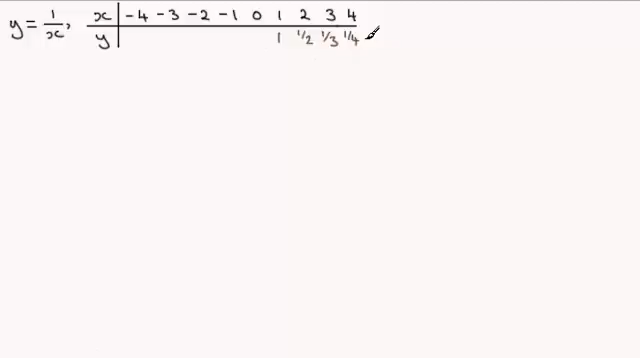 y = 1/x, x -4 -3 -2 -1 0 1 2 3 4
y 1 1/2 1/3 1/4